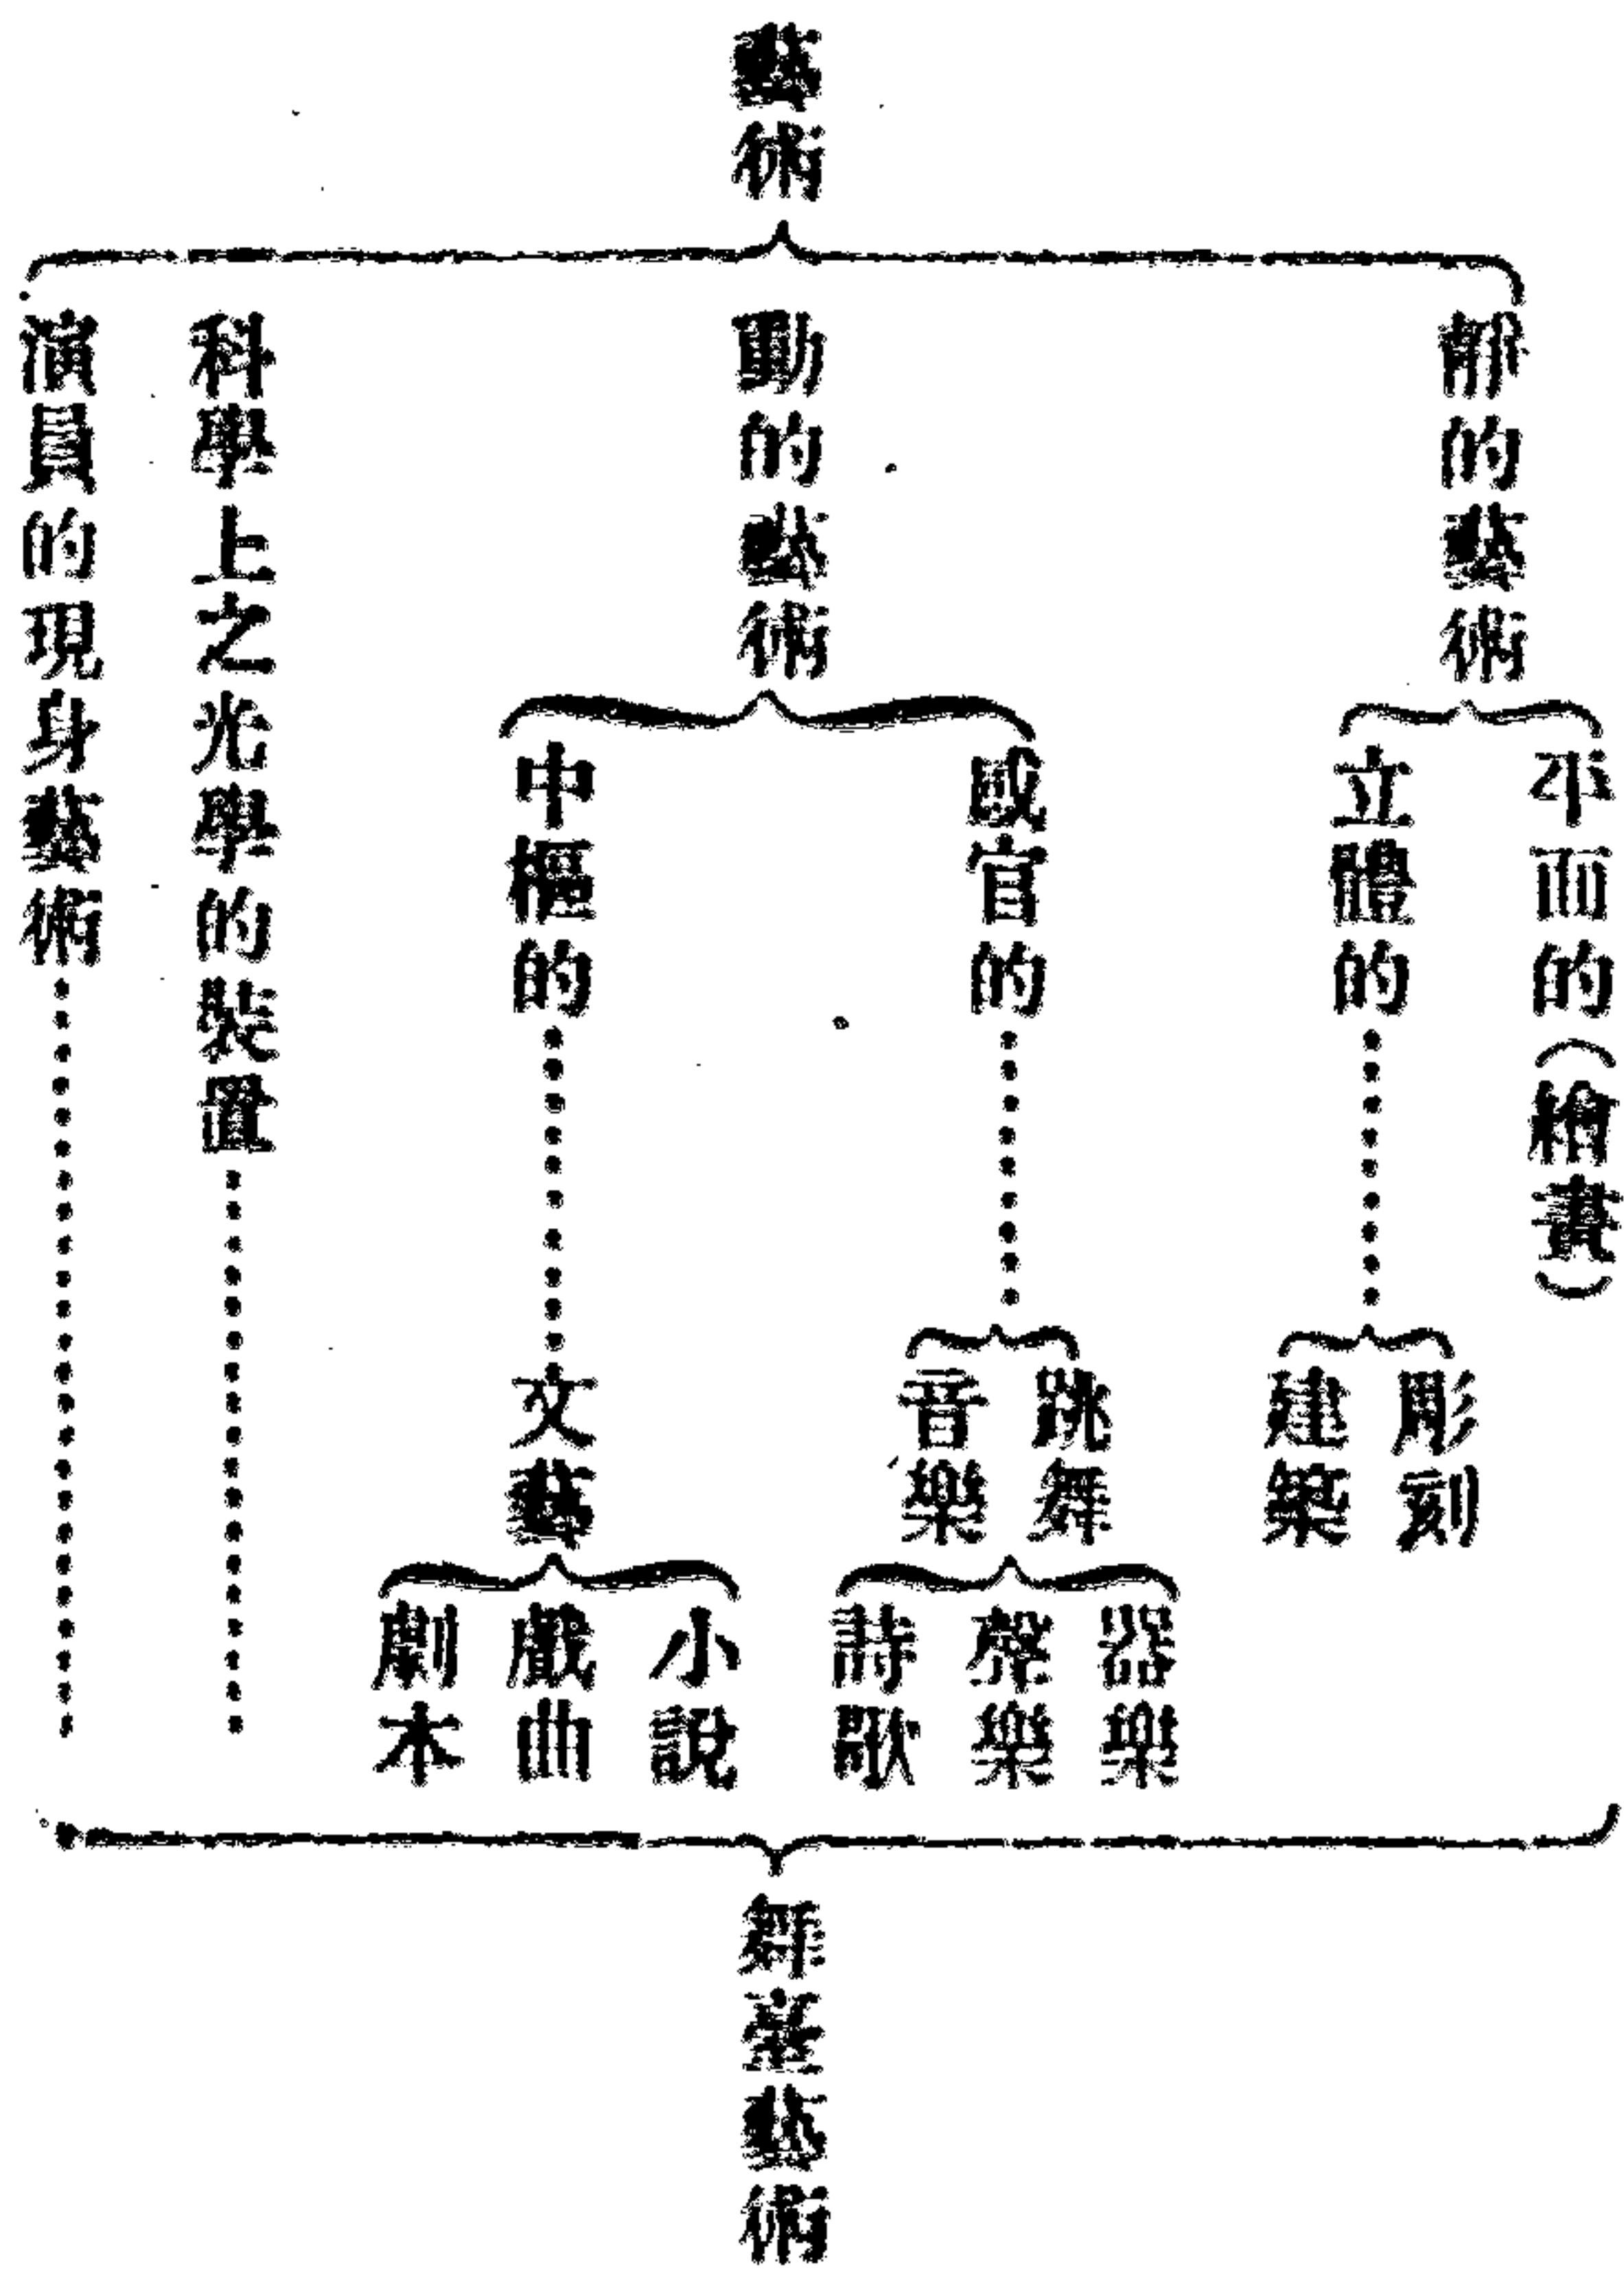 藝術
靜的藝術
平面的(繪畫)
立體的
彫刻
建築
動的藝術
感官的
跳舞
音樂
器樂
聲樂
詩歌
中樞的
文藝
小說
戲曲
劇本
科學上之光學的裝置
演員的現身藝術
舞臺藝術